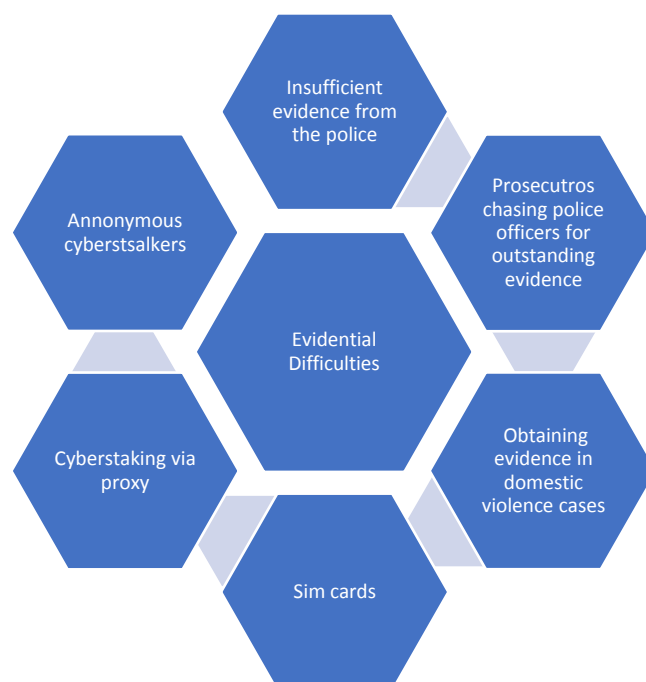 Insufficient
evidence from
the police
Prosecutros
chasing police
officers for
outstanding
evidence
Obtaining
evidence in
domestic
violence cases
Sim cards
Cyberstaking via
proxy
Annonymous
cyberstsalkers
Evidential
Difficulties